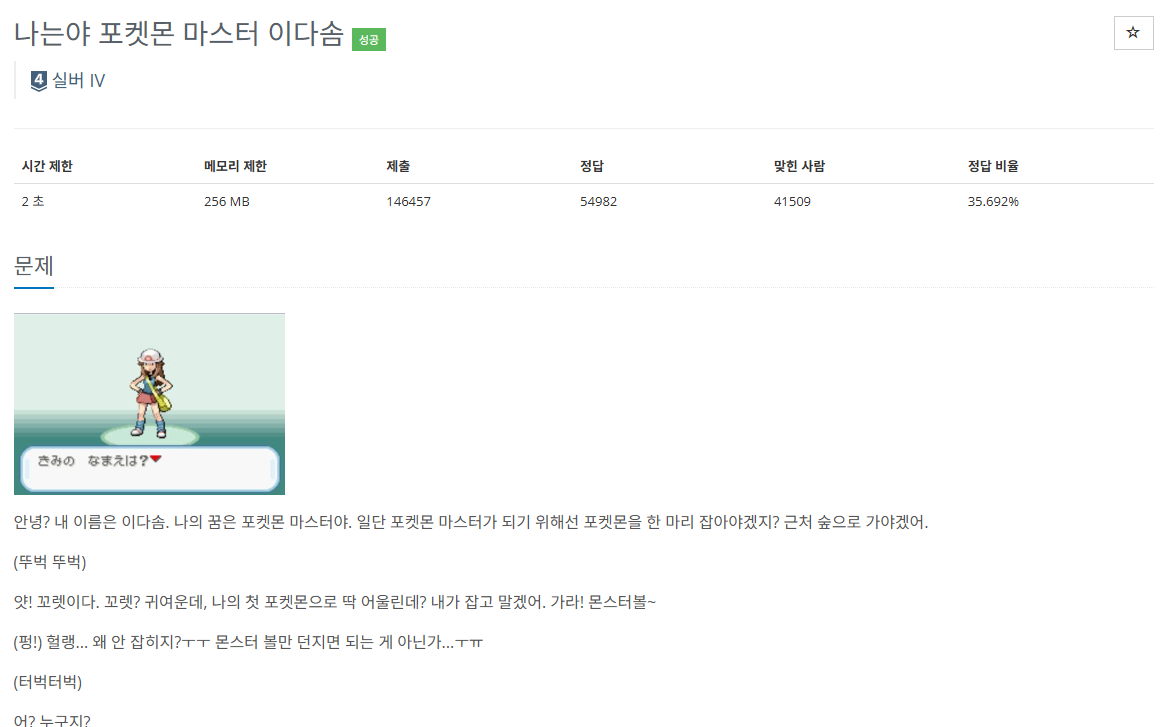 나는야 포켓몬 마스터 이다솜 성공
☆
4 실버 IV
시간 제한 메모리 제한 제출 정답 맞힌 사람 정답 비율
2 초 256 MB 146457 54982 41509 35.692%
문제
きみの なまえは?
안녕? 내 이름은 이다솜. 나의 꿈은 포켓몬 마스터야. 일단 포켓몬 마스터가 되기 위해선 포켓몬을 한 마리 잡아야겠지? 근처 숲으로 가야겠어.
(뚜벅 뚜벅)
얏! 꼬렛이다. 꼬렛? 귀여운데, 나의 첫 포켓몬으로 딱 어울린데? 내가 잡고 말겠어. 가라! 몬스터볼~
(펑!) 헐랭... 왜 안 잡히지?ㅜㅜ 몬스터 볼만 던지면 되는 게 아닌가...ㅜㅠ
(터벅터벅)
어? 누구지?